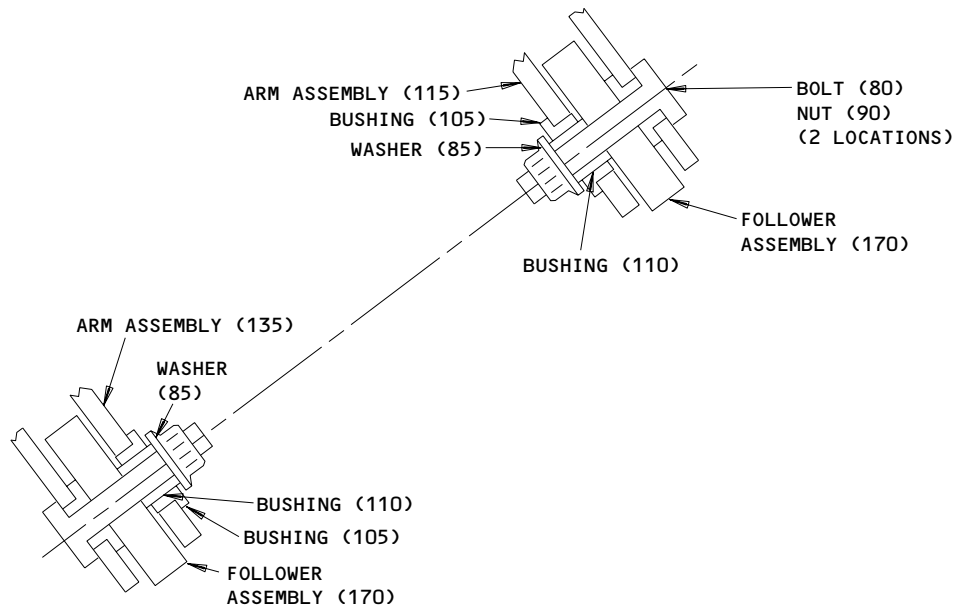 ARM ASSEMBLY (115)
BUSHING (105)
WASHER (85)
BOLT (80)
NUT (90)
(2 LOCATIONS)
FOLLOWER
ASSEMBLY (170)
BUSHING (110)
ARM ASSEMBLY (135)
WASHER
(85)
BUSHING (110)
BUSHING (105)
FOLLOWER
ASSEMBLY (170)